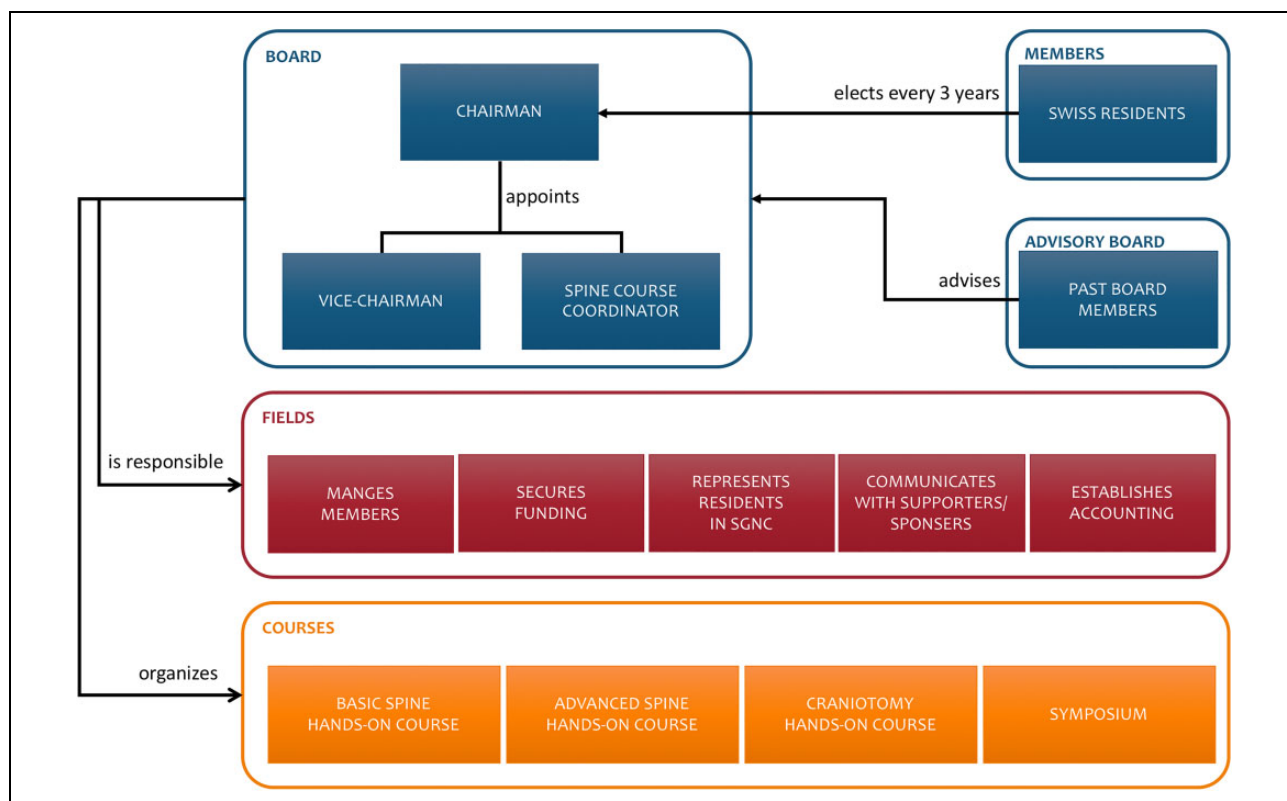 BOARD
CHAIRMAN
appoints
VICE-CHAIRMAN
SPINE COURSE
COORDINATOR
elects every 3 years
MEMBERS
SWISS RESIDENTS
ADVISORY BOARD
advises
PAST BOARD
MEMBERS
is responsible
FIELDS
MANGES
MEMBERS
SECURES
FUNDING
REPRESENTS
RESIDENTS
IN SGNC
COMMUNICATES
WITH SUPPORTERS/
SPONSERS
ESTABLISHES
ACCOUNTING
organizes
COURSES
BASIC SPINE
HANDS-ON COURSE
ADVANCED SPINE
HANDS-ON COURSE
CRANIOTOMY
HANDS-ON COURSE
SYMPOSIUM